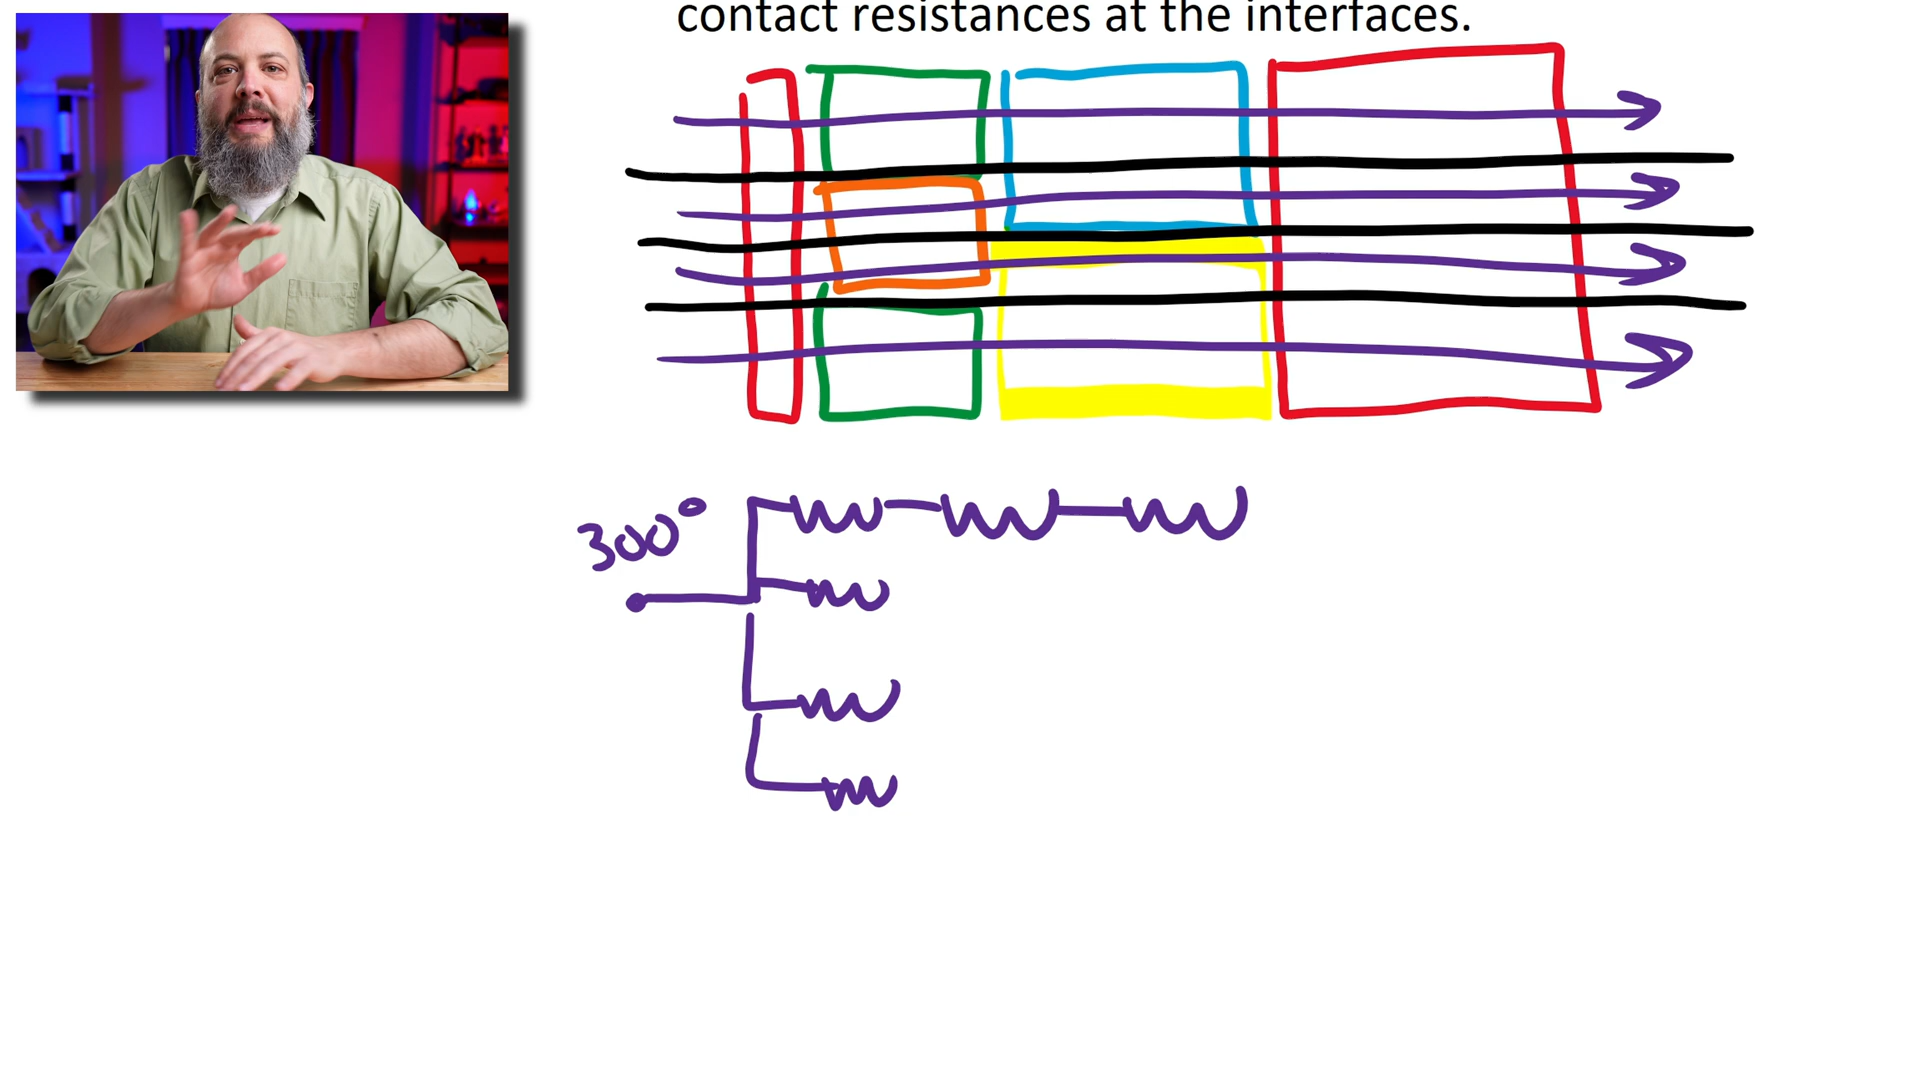 contact resistances at the interfaces.
300°